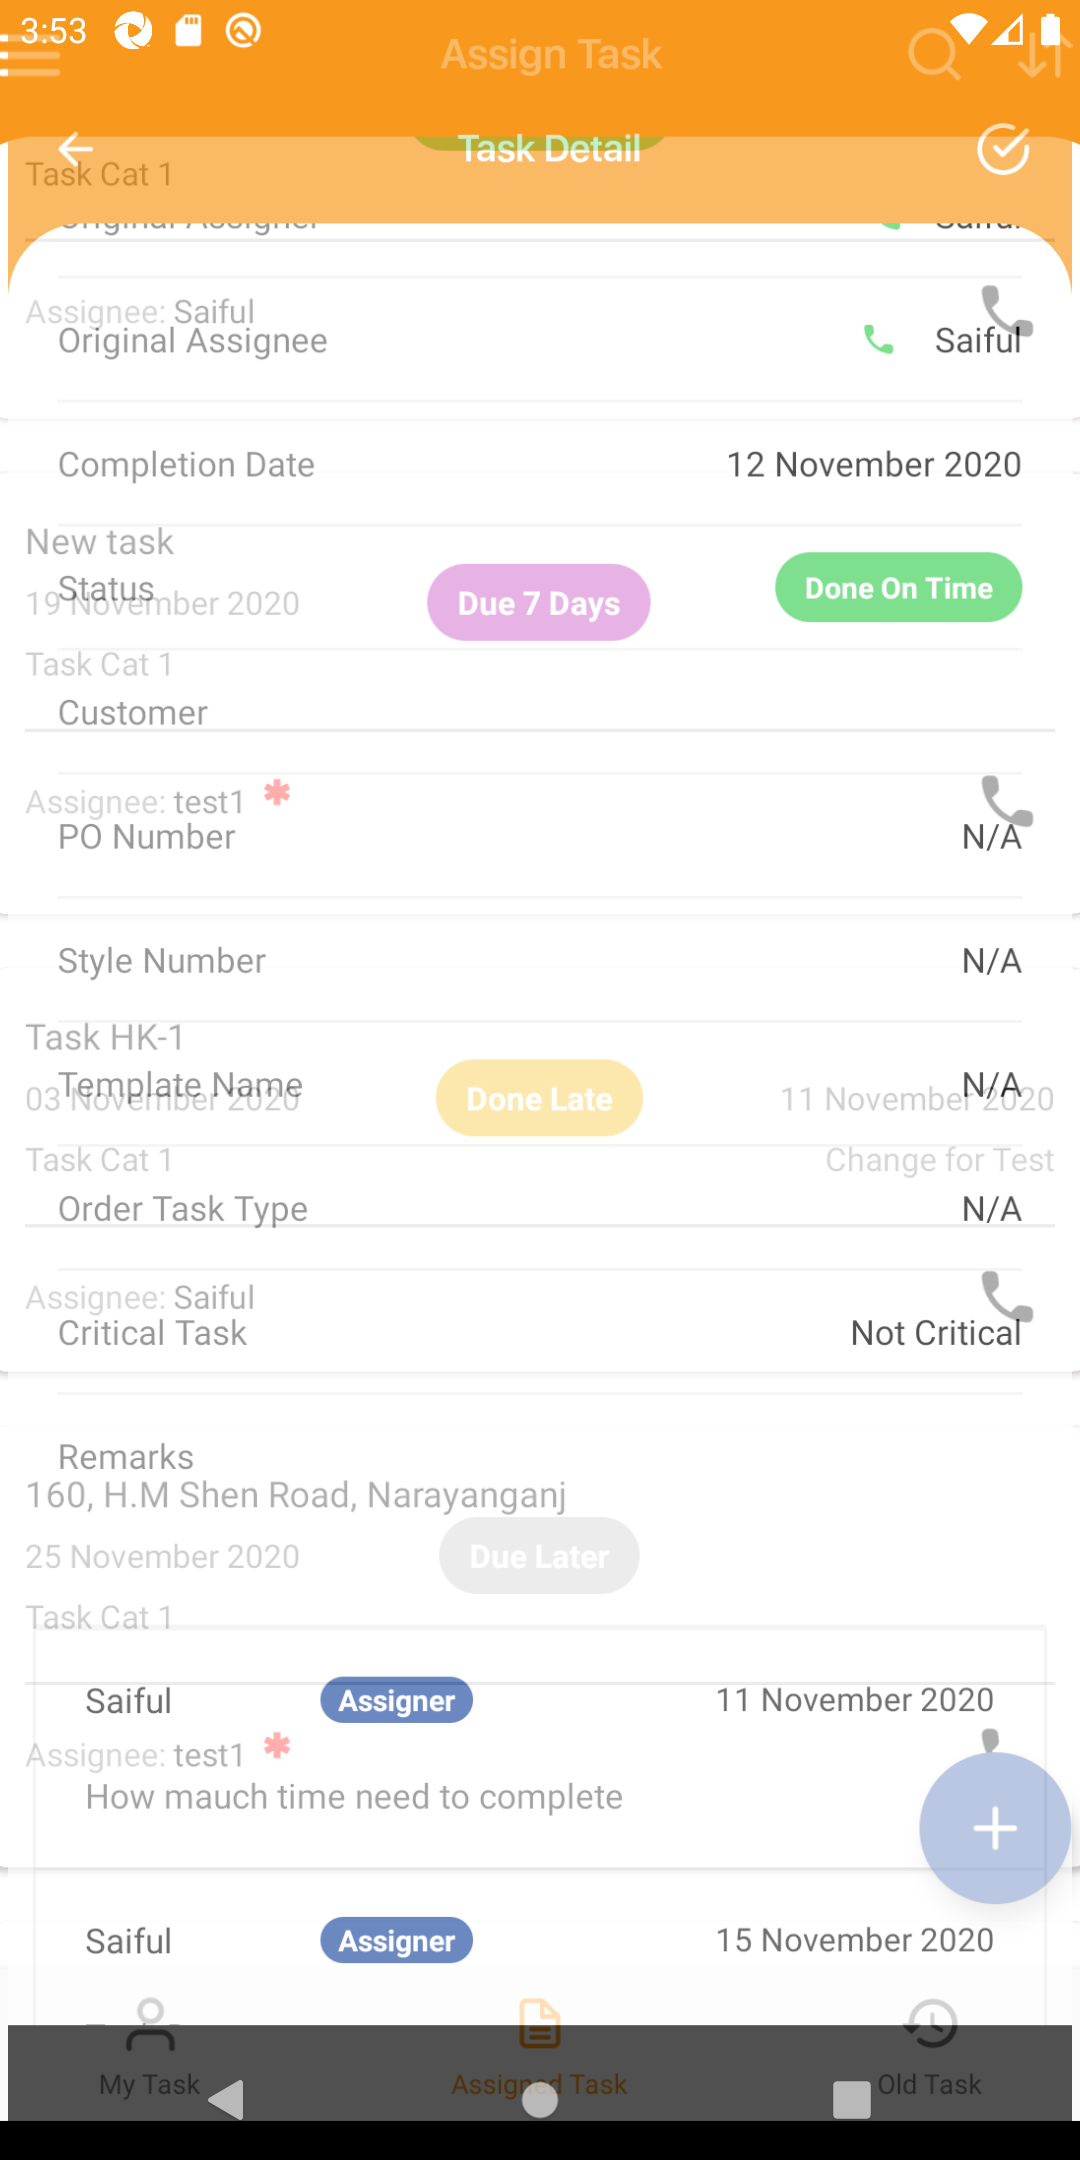 3:53
Assign Task
Task Detail
Task Cat 1
Original Assigner Saiful
Assignee: Saiful
Original Assignee Saiful
Completion Date 12 November 2020
New task
Status Done On Time
19 November 2020 Due 7 Days
Task Cat 1
Customer
Assignee: test1 *
PO Number N/A
Style Number N/A
Task HK-1
Template Name N/A
03 November 2020 Done Late 11 November 2020
Task Cat 1 Change for Test
Order Task Type N/A
Assignee: Saiful
Critical Task Not Critical
Remarks
160, H.M Shen Road, Narayanganj
25 November 2020 Due Later
Task Cat 1
Saiful Assigner 11 November 2020
Assignee: test1 *
How mauch time need to complete
Saiful Assigner 15 November 2020
My Task Assigned Task Old Task